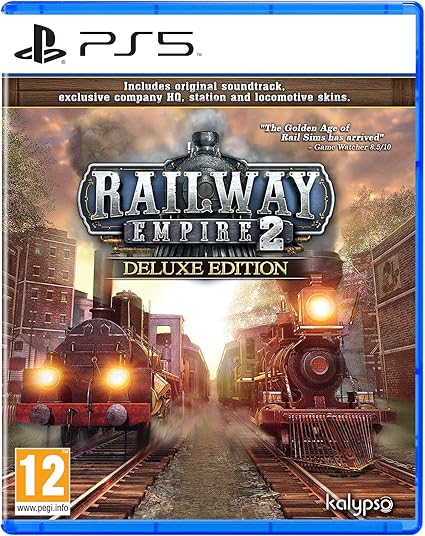 PS5
Includes original soundtrack,
exclusive company HQ, station and locomotive skins.
"The Golden Age of
Rail Sims has arrived"
- Game Watcher 8.5/10
RAILWAY
EMPIRE 2
DELUXE EDITION
12
www.pegi.info
kalypso